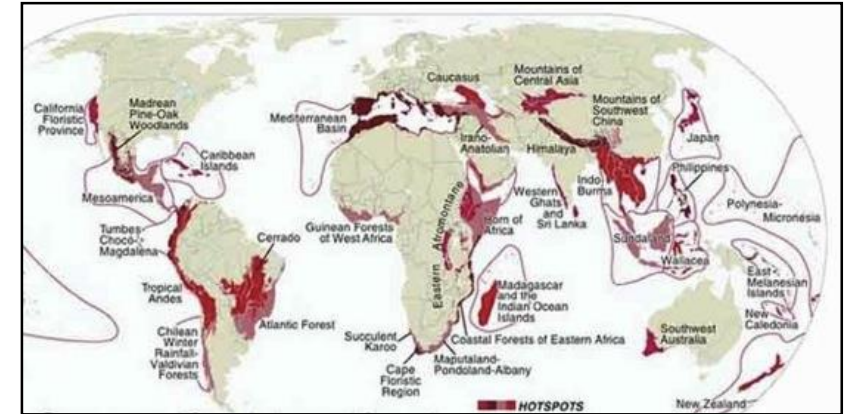 California
Floristic
Province
Madrean
Pine-Oak
Woodlands
Caribbean
Islands
Mesoamerica
Tumbes-
Chocó-
Magdalena
Tropical
Andes
Chilean
Winter
Rainfall-
Valdivian
Forests
Cerrado
Atlantic Forest
Mediterranean
Basin
Caucasus
Irano-
Anatolian
Mountains of
Central Asia
Mountains of
Southwest
China
Himalaya
Japan
Philippines
Indo-
Burma
Western
Ghats
and
Sri Lanka
Horn of
Africa
Eastern Afromontane
Guinean Forests
of West Africa
Succulent
Karoo
Cape
Floristic
Region
Maputaland-
Pondoland-Albany
Coastal Forests of Eastern Africa
Madagascar
and the
Indian Ocean
Islands
Sundaland
Wallacea
Polynesia-
Micronesia
East-
Melanesian
Islands
New
Caledonia
Southwest
Australia
New Zealand
HOTSPOTS